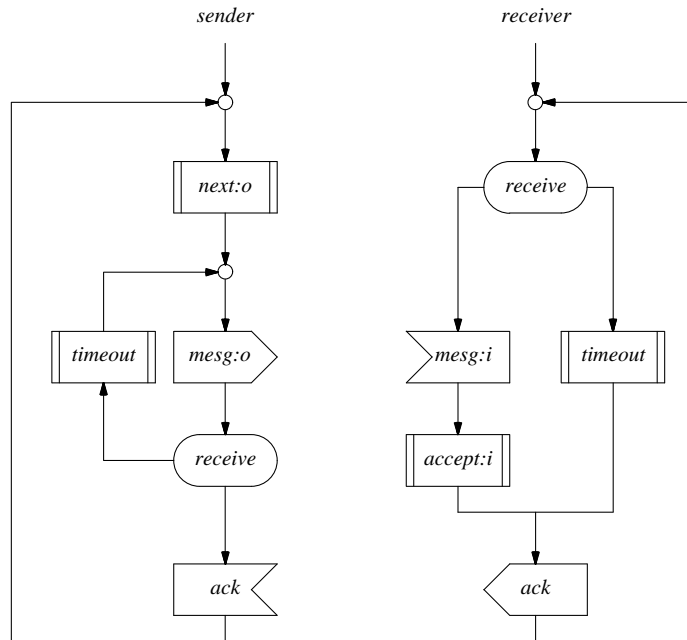 sender
receiver
next:o
receive
timeout
mesg:o
mesg:i
timeout
receive
accept:i
ack
ack